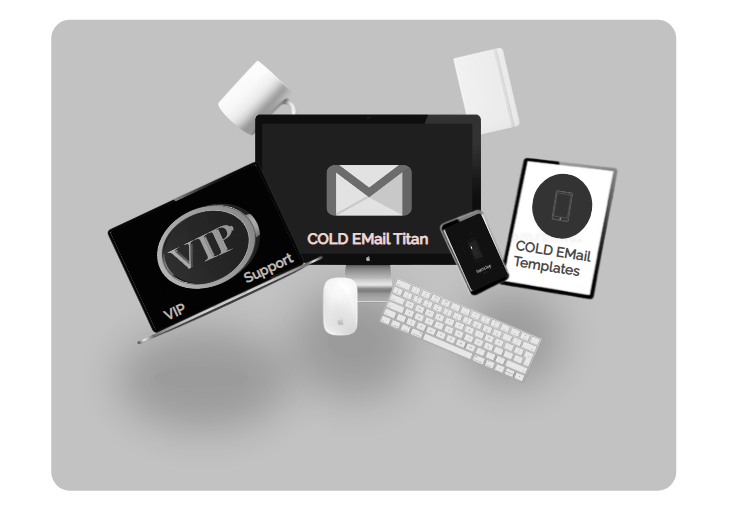 VIP
VIP Support
COLD EMail Titan
COLD EMail
Templates